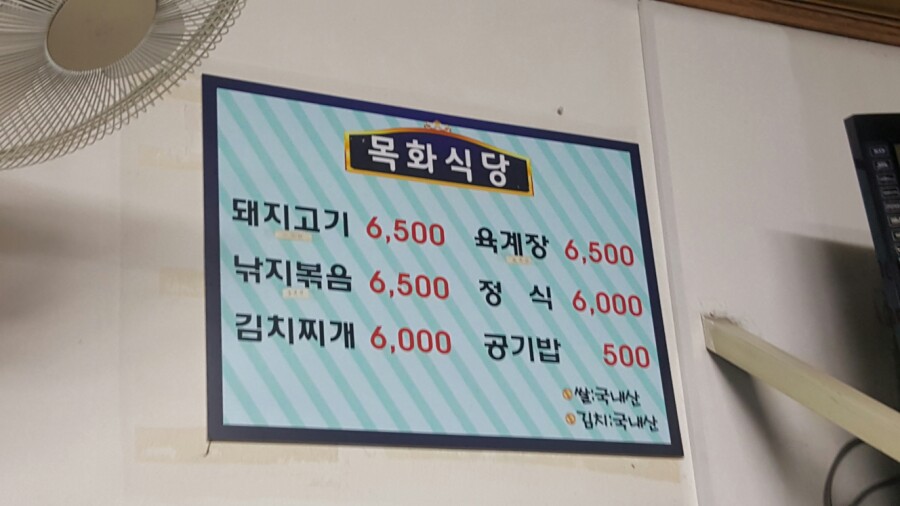 목화식당
돼지고기 6,500 육계장 6,500
낚지볶음 6,500 정 식 6,000
김치찌개 6,000 공기밥 500
쌀:국내산
김치:국내산